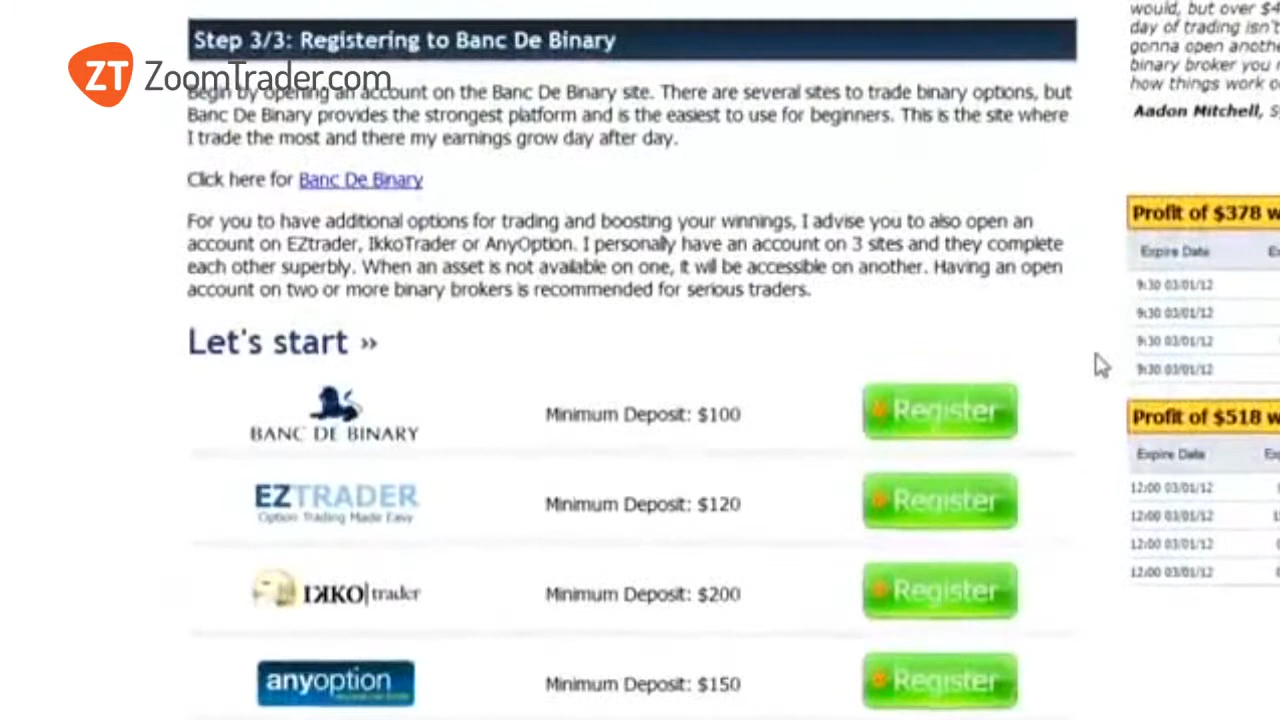 Step 3/3: Registering to Banc De Binary
ZT ZoomTrader.com
Begin by opening an account on the Banc De Binary site. There are several sites to trade binary options, but
Banc De Binary provides the strongest platform and is the easiest to use for beginners. This is the site where
I trade the most and there my earnings grow day after day.
Click here for Banc De Binary
For you to have additional options for trading and boosting your winnings, I advise you to also open an
account on EZtrader, IkkoTrader or AnyOption. I personally have an account on 3 sites and they complete
each other superbly. When an asset is not available on one, it will be accessible on another. Having an open
account on two or more binary brokers is recommended for serious traders.
Let's start »
BANC DE BINARY Minimum Deposit: $100 Register
EZTRADER Minimum Deposit: $120 Register
Option Trading Made Easy
IKKO|trader Minimum Deposit: $200 Register
anyoption Minimum Deposit: $150 Register
would, but over $4
day of trading isn't
gonna open anothe
binary broker you
how things work
Aadon Mitchell,
Profit of $378 w
Expire Date
9:30 03/01/12
9:30 03/01/12
9:30 03/01/12
9:30 03/01/12
Profit of $518 w
Expire Date
12:00 03/01/12
12:00 03/01/12
12:00 03/01/12
12:00 03/01/12